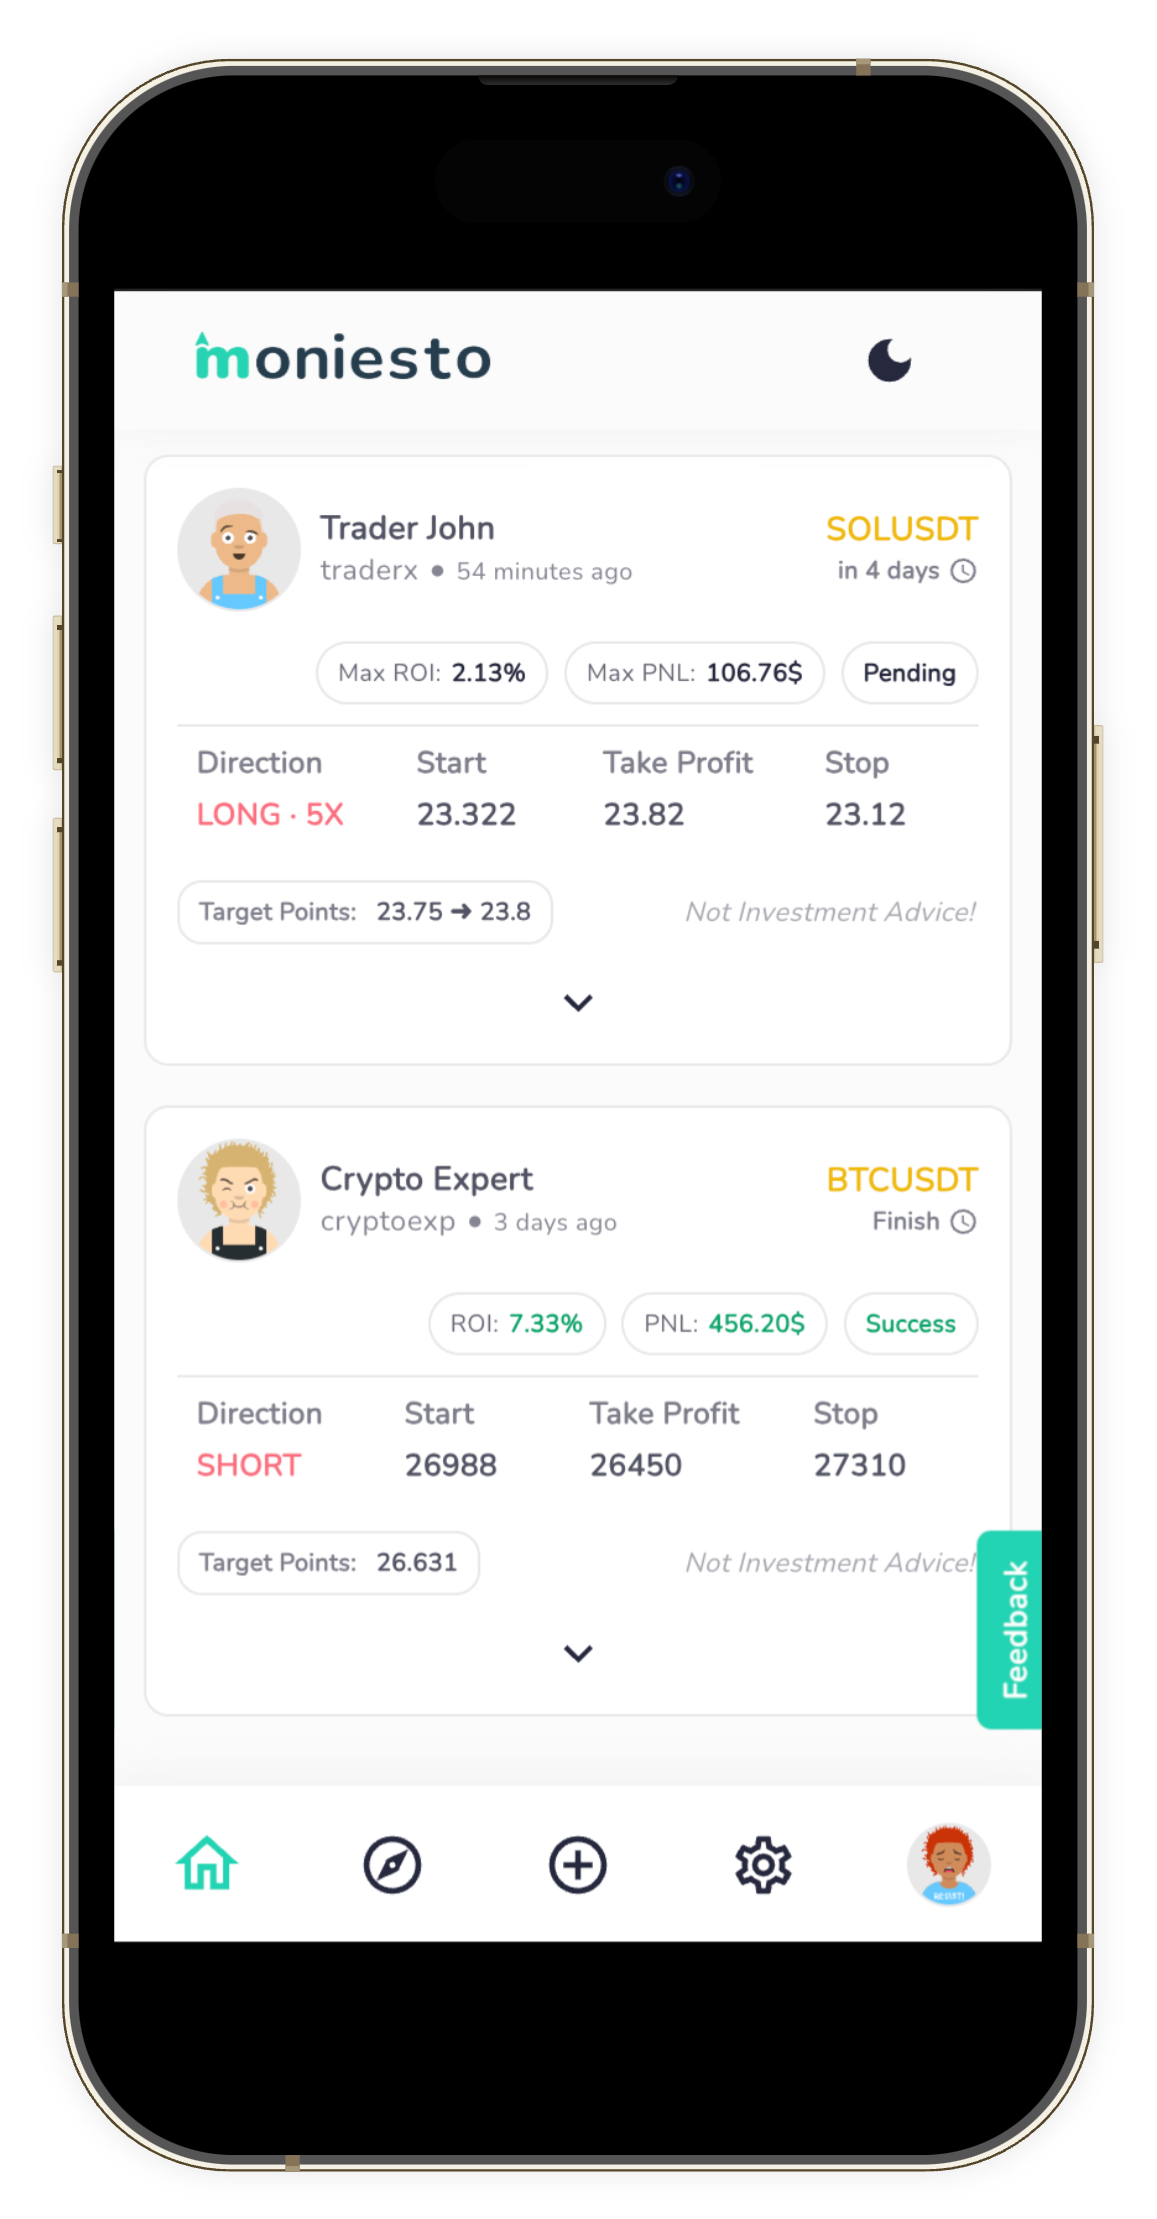 moniesto
Trader John
SOLUSDT
traderx • 54 minutes ago
in 4 days
Max ROI: 2.13%
Max PNL: 106.76$
Pending
Direction Start Take Profit Stop
LONG · 5X 23.322 23.82 23.12
Target Points: 23.75 → 23.8
Not Investment Advice!
Crypto Expert
BTCUSDT
cryptoexp • 3 days ago
Finish
ROI: 7.33%
PNL: 456.20$
Success
Direction Start Take Profit Stop
SHORT 26988 26450 27310
Target Points: 26.631
Not Investment Advice!
Feedback